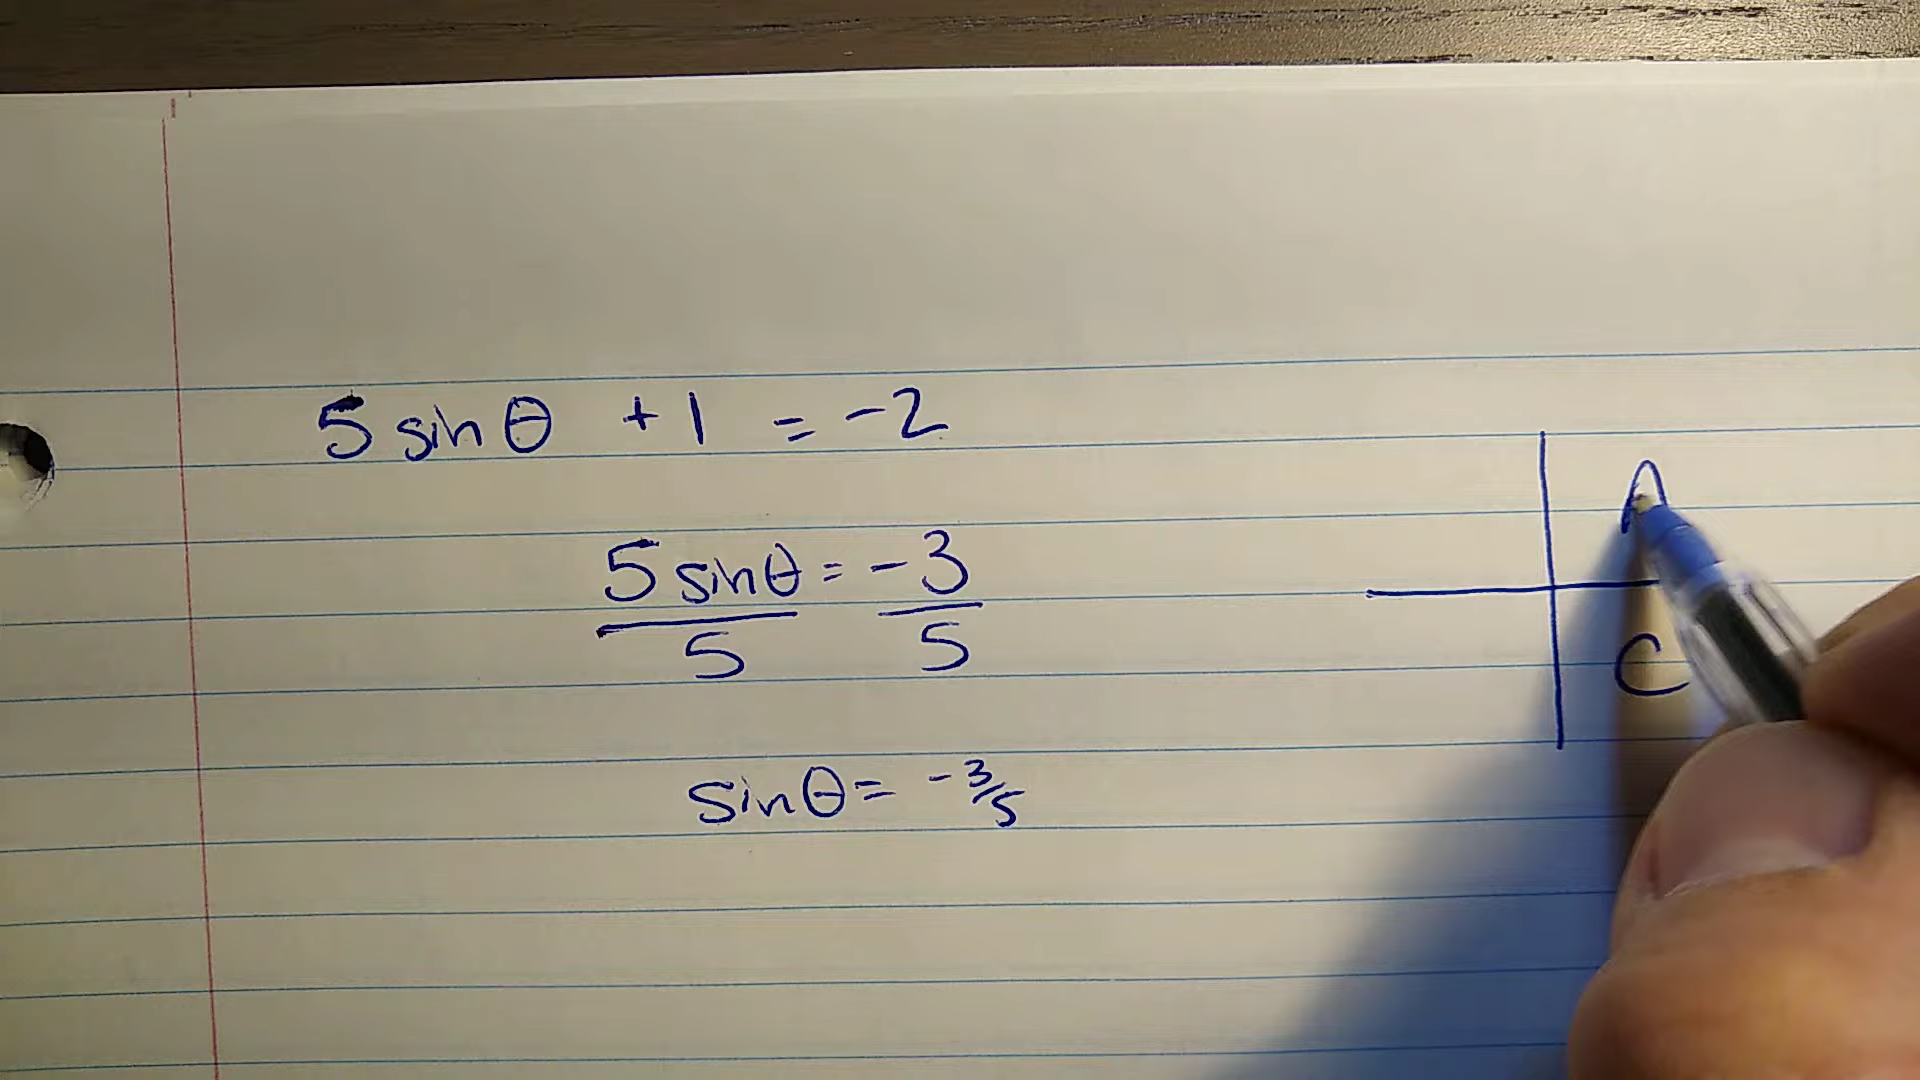 5 sin θ + 1 = -2
5 sin θ = -3
5 5
sin θ = -3/5
A
C